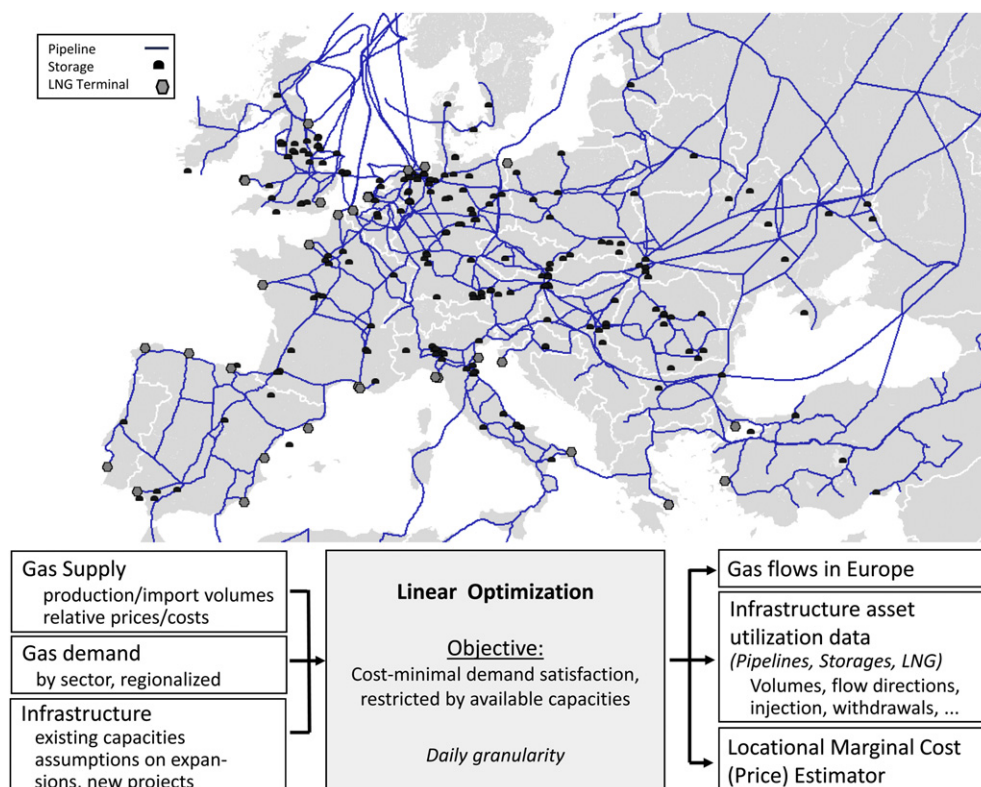 Pipeline
Storage
LNG Terminal
Gas Supply
production/import volumes
relative prices/costs
Gas demand
by sector, regionalized
Infrastructure
existing capacities
assumptions on expan-
sions, new projects
Linear Optimization
Objective:
Cost-minimal demand satisfaction,
restricted by available capacities
Daily granularity
Gas flows in Europe
Infrastructure asset
utilization data
(Pipelines, Storages, LNG)
Volumes, flow directions,
injection, withdrawals, ...
Locational Marginal Cost
(Price) Estimator